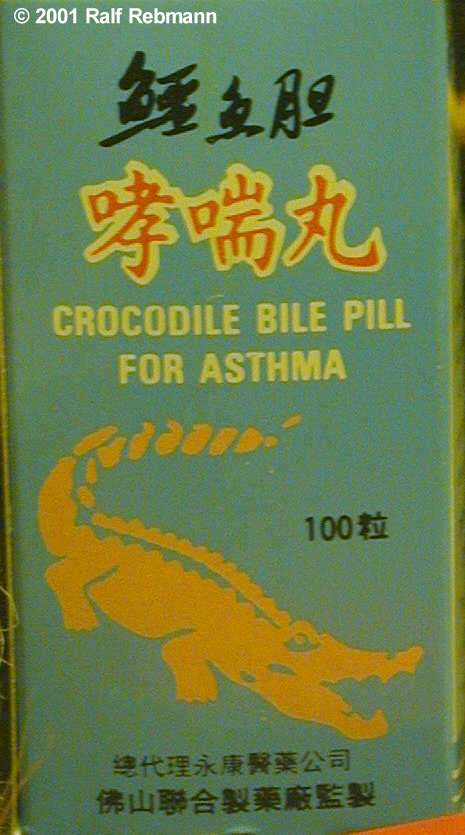 © 2001 Ralf Rebmann
鱷魚胆
哮喘丸
CROCODILE BILE PILL
FOR ASTHMA
100粒
總代理永康醫藥公司
佛山聯合製藥廠監製